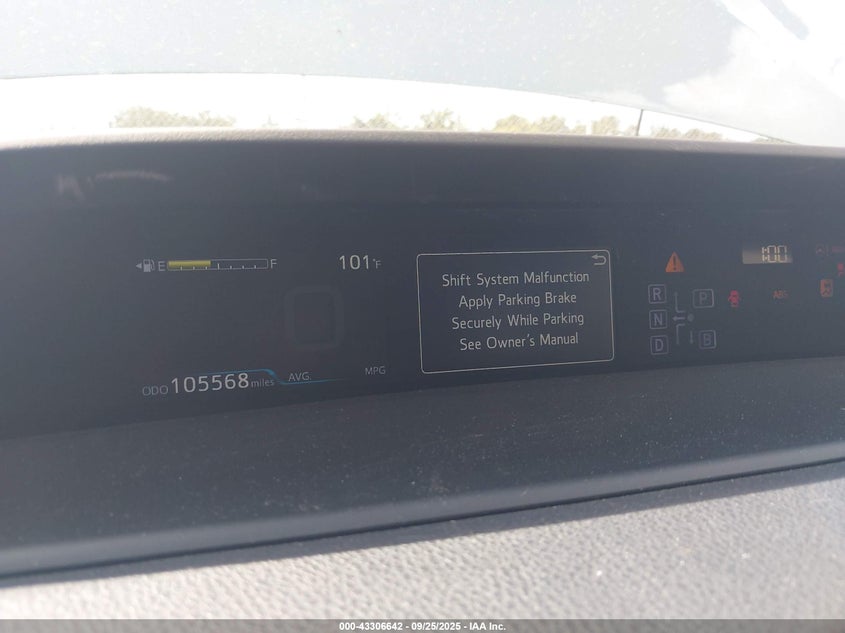 E F
101°F
1:00
Shift System Malfunction
Apply Parking Brake
Securely While Parking
See Owner's Manual
R P
N
D B
ABS
ODO 105568 miles AVG. MPG
000-43306642 - 09/25/2025 - IAA Inc.